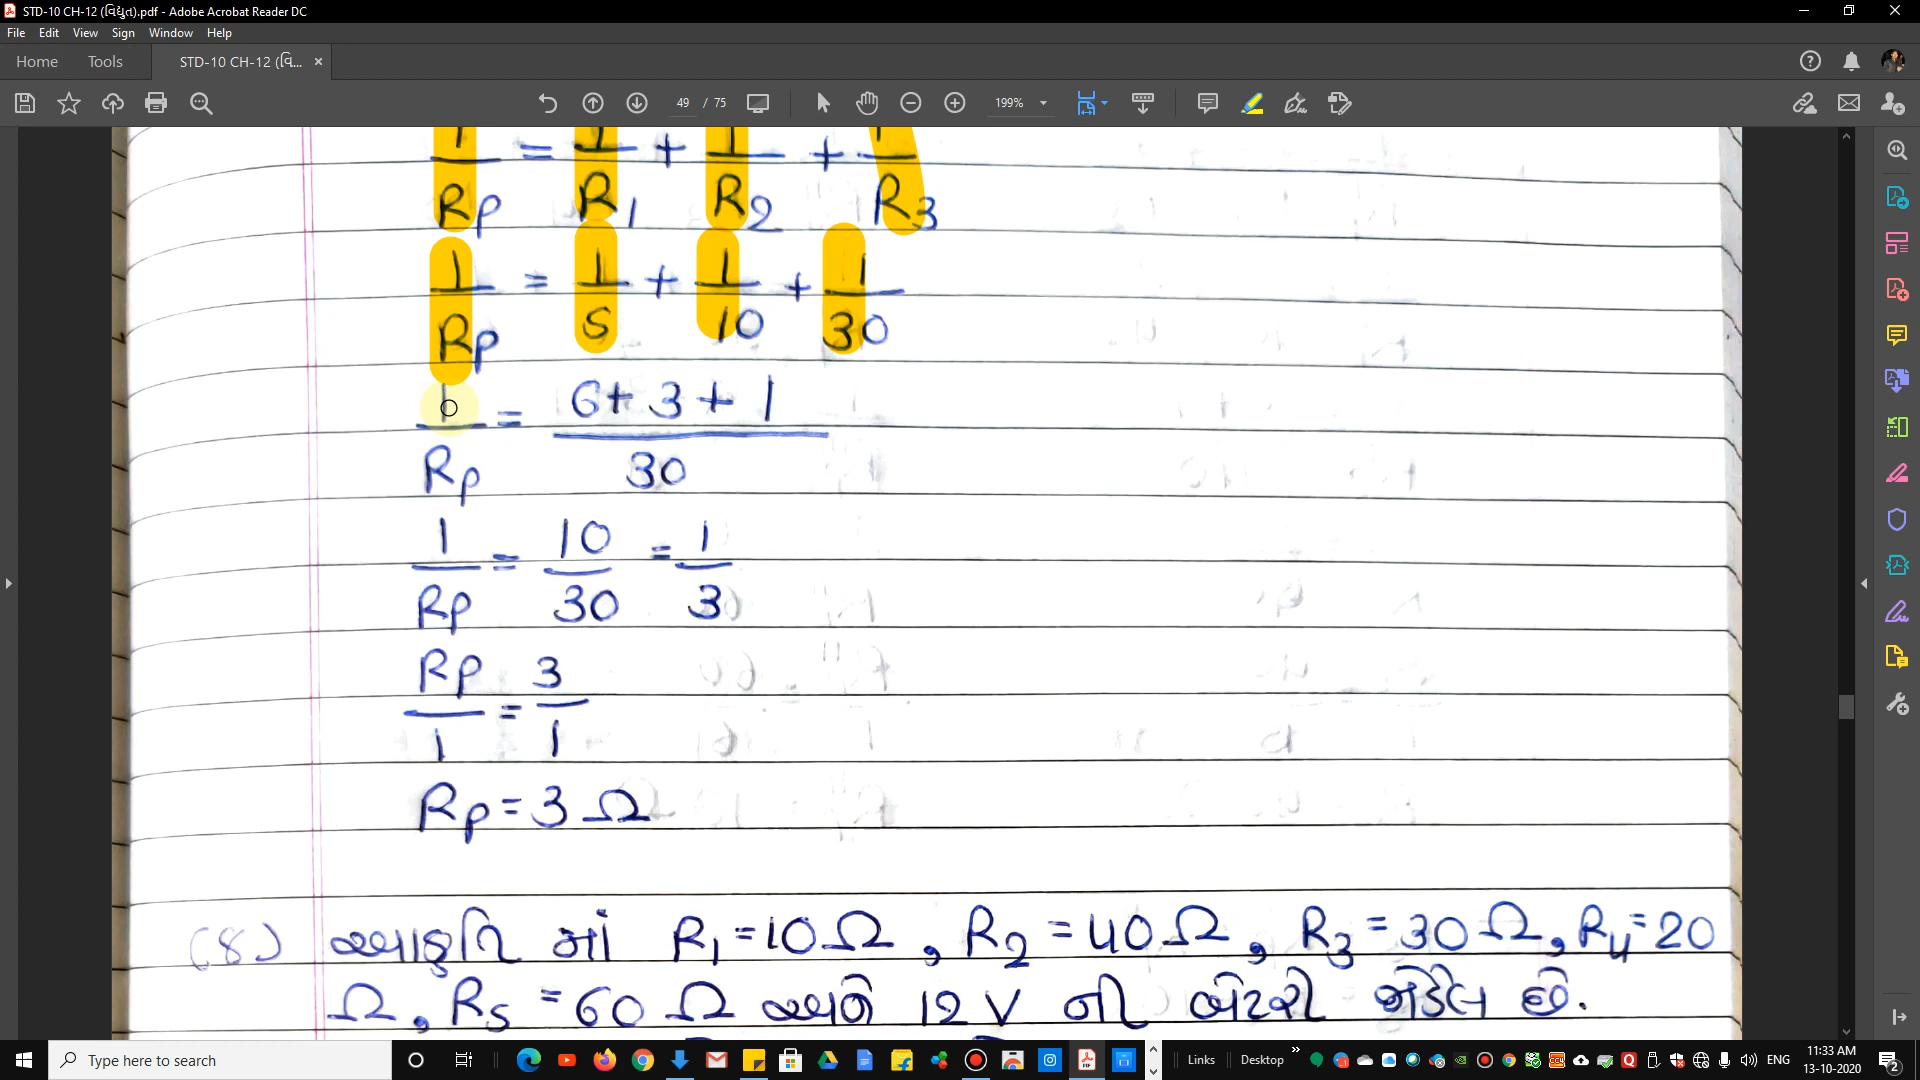 STD-10 CH-12 (વિદ્યુત).pdf - Adobe Acrobat Reader DC
File Edit View Sign Window Help
Home Tools STD-10 CH-12 (વિ... ×
49 / 75 199%
1/Rp = 1/R1 + 1/R2 + 1/R3
1/Rp = 1/5 + 1/10 + 1/30
1/Rp = 6+3+1/30
1/Rp = 10/30 = 1/3
Rp/1 = 3/1
Rp = 3 Ω
(8) આકૃતિ માં R1 = 10 Ω, R2 = 40 Ω, R3 = 30 Ω, R4 = 20
Ω, R5 = 60 Ω અને 12 V ની બેટરી જોડેલ છે.
Type here to search
Links Desktop » ENG 11:33 AM
13-10-2020 2